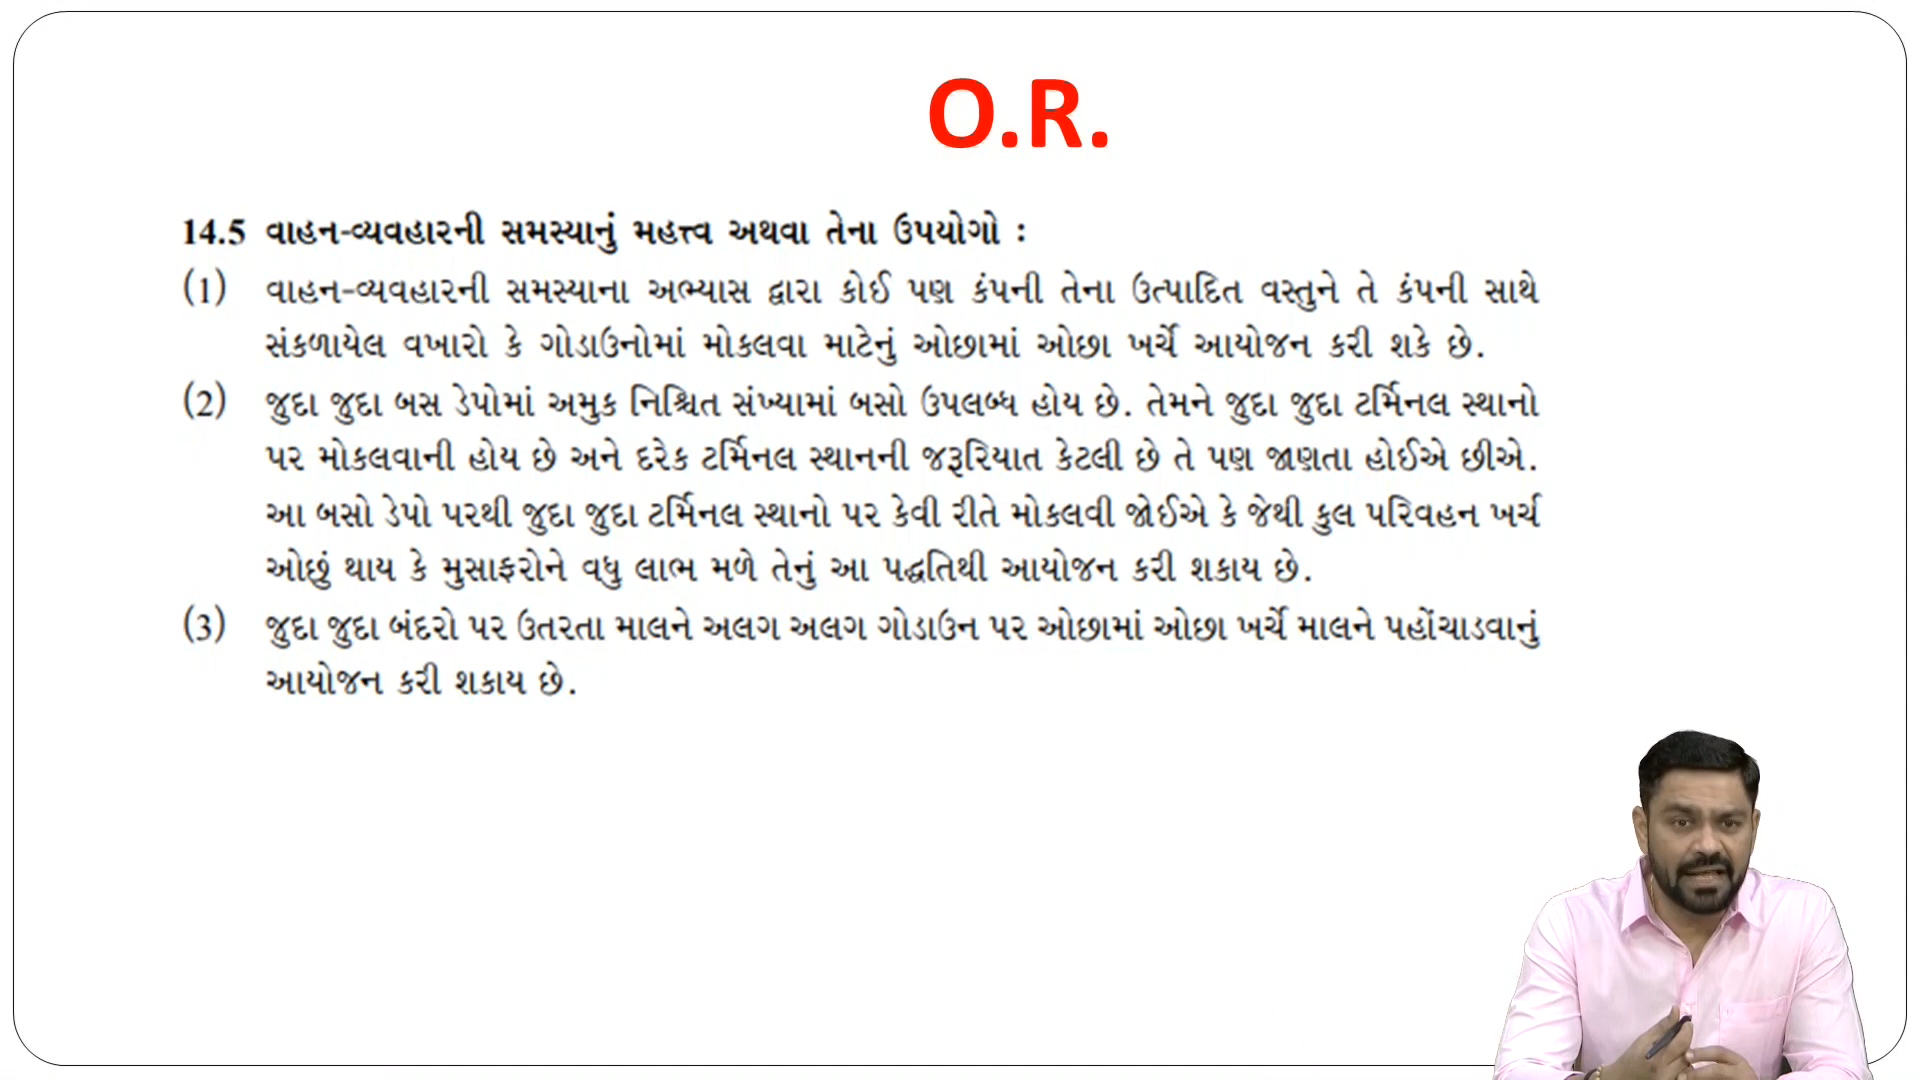 O.R.
14.5 વાહન-વ્યવહારની સમસ્યાનું મહત્ત્વ અથવા તેના ઉપયોગો :
(1) વાહન-વ્યવહારની સમસ્યાના અભ્યાસ દ્વારા કોઈ પણ કંપની તેના ઉત્પાદિત વસ્તુને તે કંપની સાથે
સંકળાયેલ વખારો કે ગોડાઉનોમાં મોકલવા માટેનું ઓછામાં ઓછા ખર્ચે આયોજન કરી શકે છે.
(2) જુદા જુદા બસ ડેપોમાં અમુક નિશ્ચિત સંખ્યામાં બસો ઉપલબ્ધ હોય છે. તેમને જુદા જુદા ટર્મિનલ સ્થાનો
પર મોકલવાની હોય છે અને દરેક ટર્મિનલ સ્થાનની જરૂરિયાત કેટલી છે તે પણ જાણતા હોઈએ છીએ.
આ બસો ડેપો પરથી જુદા જુદા ટર્મિનલ સ્થાનો પર કેવી રીતે મોકલવી જોઈએ કે જેથી કુલ પરિવહન ખર્ચ
ઓછું થાય કે મુસાફરોને વધુ લાભ મળે તેનું આ પદ્ધતિથી આયોજન કરી શકાય છે.
(3) જુદા જુદા બંદરો પર ઉતરતા માલને અલગ અલગ ગોડાઉન પર ઓછામાં ઓછા ખર્ચે માલને પહોંચાડવાનું
આયોજન કરી શકાય છે.